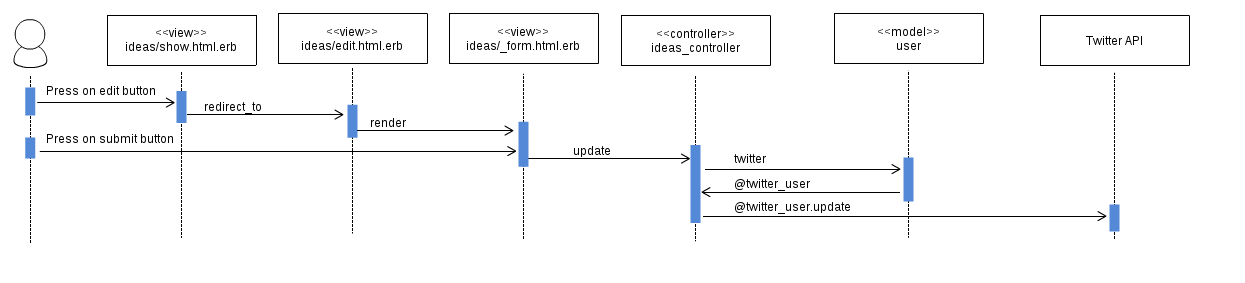 <<view>>
ideas/show.html.erb
<<view>>
ideas/edit.html.erb
<<view>>
ideas/_form.html.erb
<<controller>>
ideas_controller
<<model>>
user
Twitter API
Press on edit button
redirect_to
render
Press on submit button
update
twitter
@twitter_user
@twitter_user.update